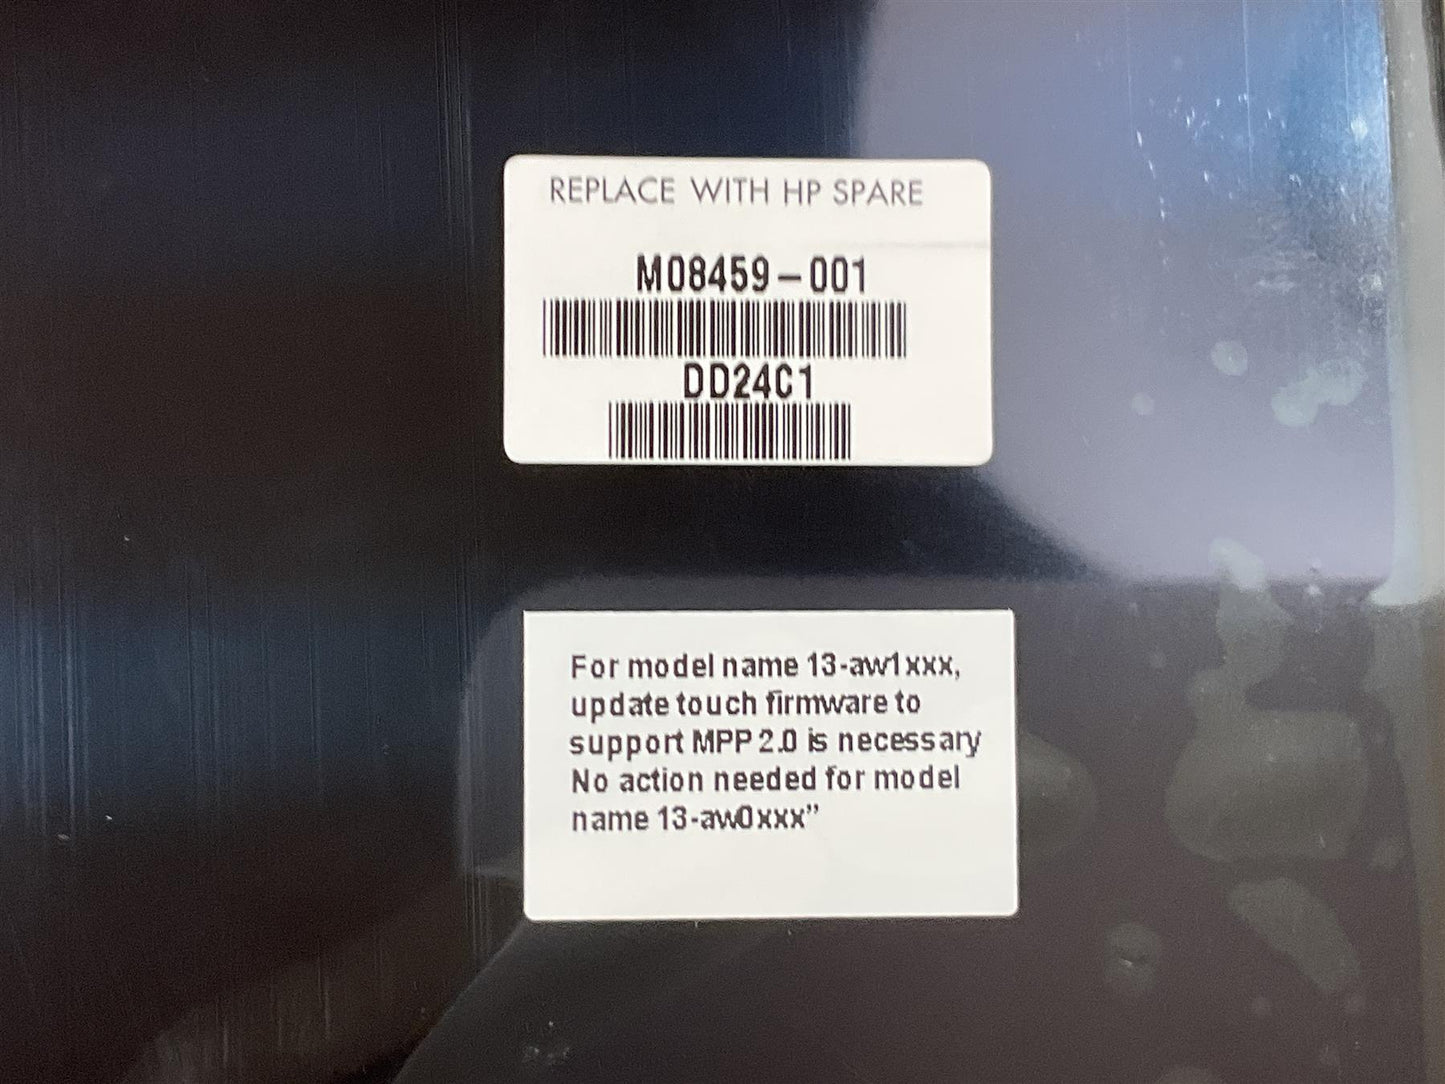 REPLACE WITH HP SPARE
M08459-001
DD24C1
For model name 13-aw1xxx,
update touch firmware to
support MPP 2.0 is necessary
No action needed for model
name 13-aw0xxx”